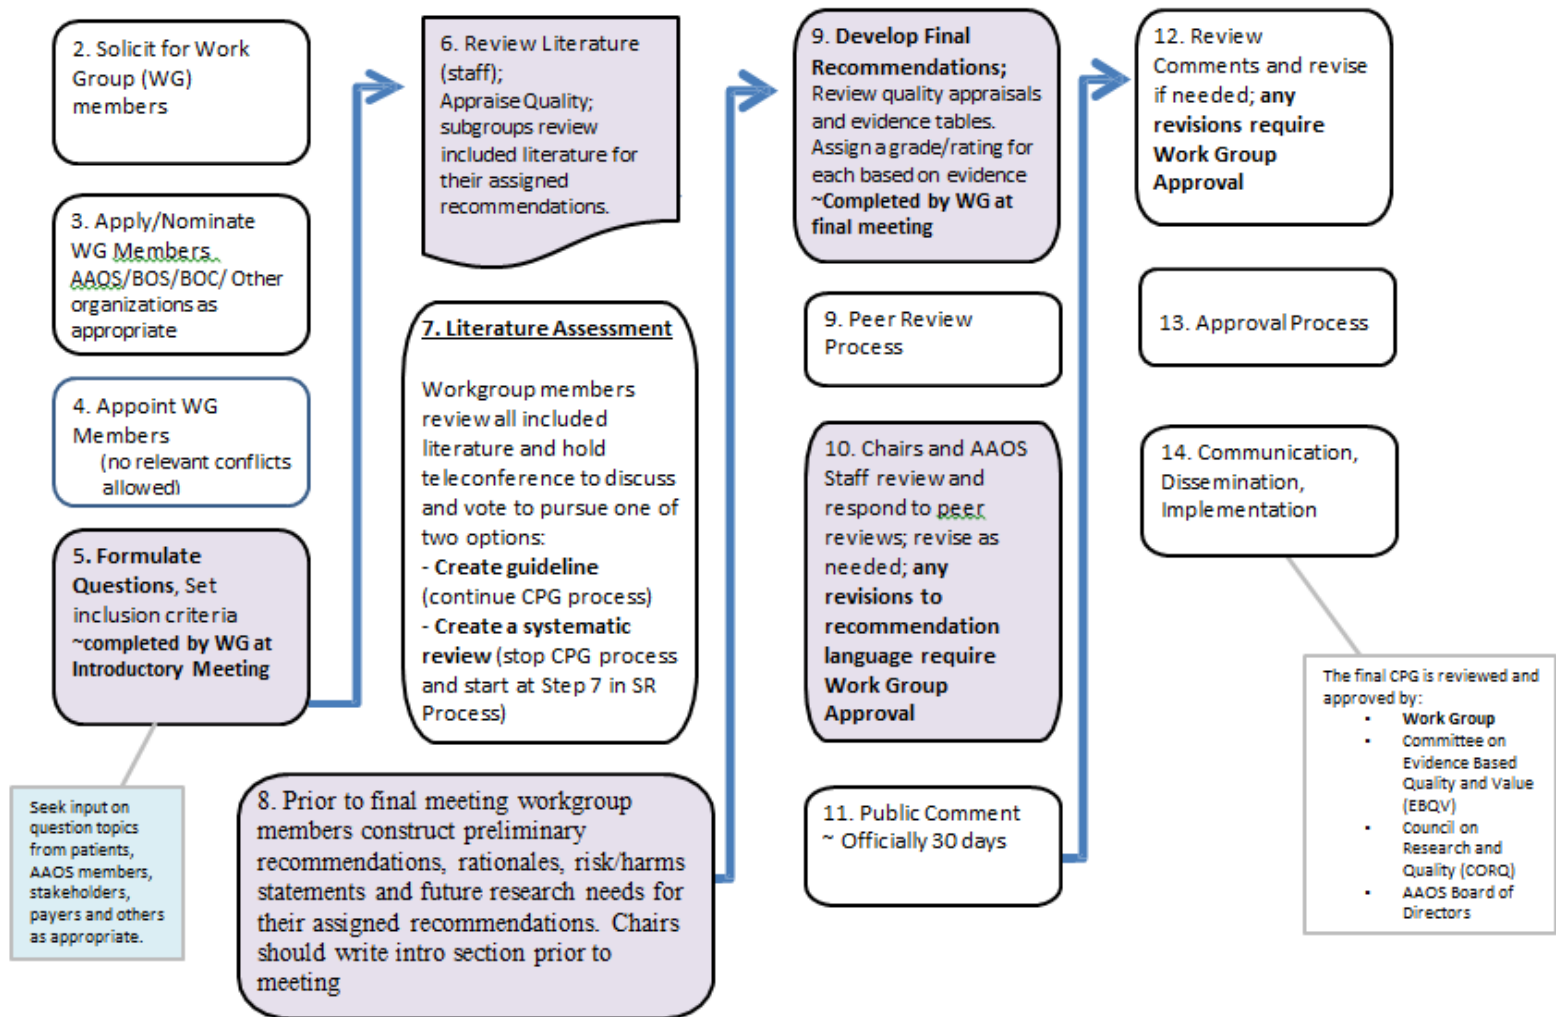 2. Solicit for Work
Group (WG)
members
3. Apply/Nominate
WG Members
AAOS/BOS/BOC/ Other
organizations as
appropriate
4. Appoint WG
Members
(no relevant conflicts
allowed)
5. Formulate
Questions, Set
inclusion criteria
~completed by WG at
Introductory Meeting
Seek input on
question topics
from patients,
AAOS members,
stakeholders,
payers and others
as appropriate.
6. Review Literature
(staff);
Appraise Quality;
subgroups review
included literature for
their assigned
recommendations.
7. Literature Assessment
Workgroup members
review all included
literature and hold
teleconference to discuss
and vote to pursue one of
two options:
- Create guideline
(continue CPG process)
- Create a systematic
review (stop CPG process
and start at Step 7 in SR
Process)
8. Prior to final meeting workgroup
members construct preliminary
recommendations, rationales, risk/harms
statements and future research needs for
their assigned recommendations. Chairs
should write intro section prior to
meeting
9. Develop Final
Recommendations;
Review quality appraisals
and evidence tables.
Assign a grade/rating for
each based on evidence
~Completed by WG at
final meeting
9. Peer Review
Process
10. Chairs and AAOS
Staff review and
respond to peer
reviews; revise as
needed; any
revisions to
recommendation
language require
Work Group
Approval
11. Public Comment
~ Officially 30 days
12. Review
Comments and revise
if needed; any
revisions require
Work Group
Approval
13. Approval Process
14. Communication,
Dissemination,
Implementation
The final CPG is reviewed and
approved by:
▪ Work Group
▪ Committee on
Evidence Based
Quality and Value
(EBQV)
▪ Council on
Research and
Quality (CORQ)
▪ AAOS Board of
Directors